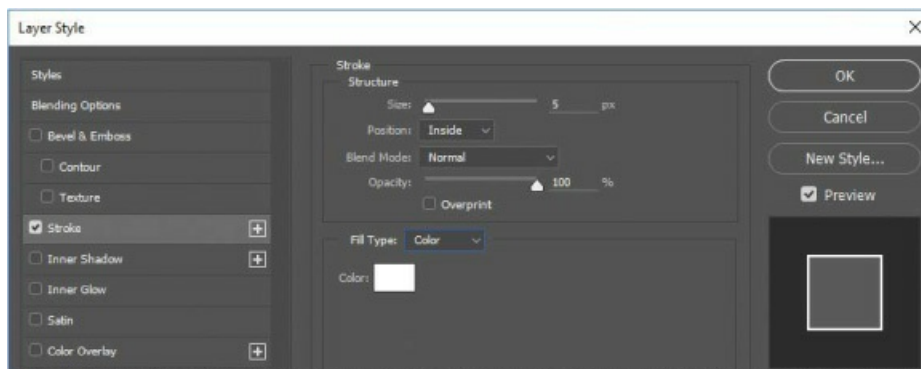 Layer Style
Styles
Blending Options
Bevel & Emboss
Contour
Texture
Stroke
Inner Shadow
Inner Glow
Satin
Color Overlay
Stroke
Structure
Size: 5 px
Position: Inside
Blend Mode: Normal
Opacity: 100 %
Overprint
Fill Type: Color
Color:
OK
Cancel
New Style...
Preview